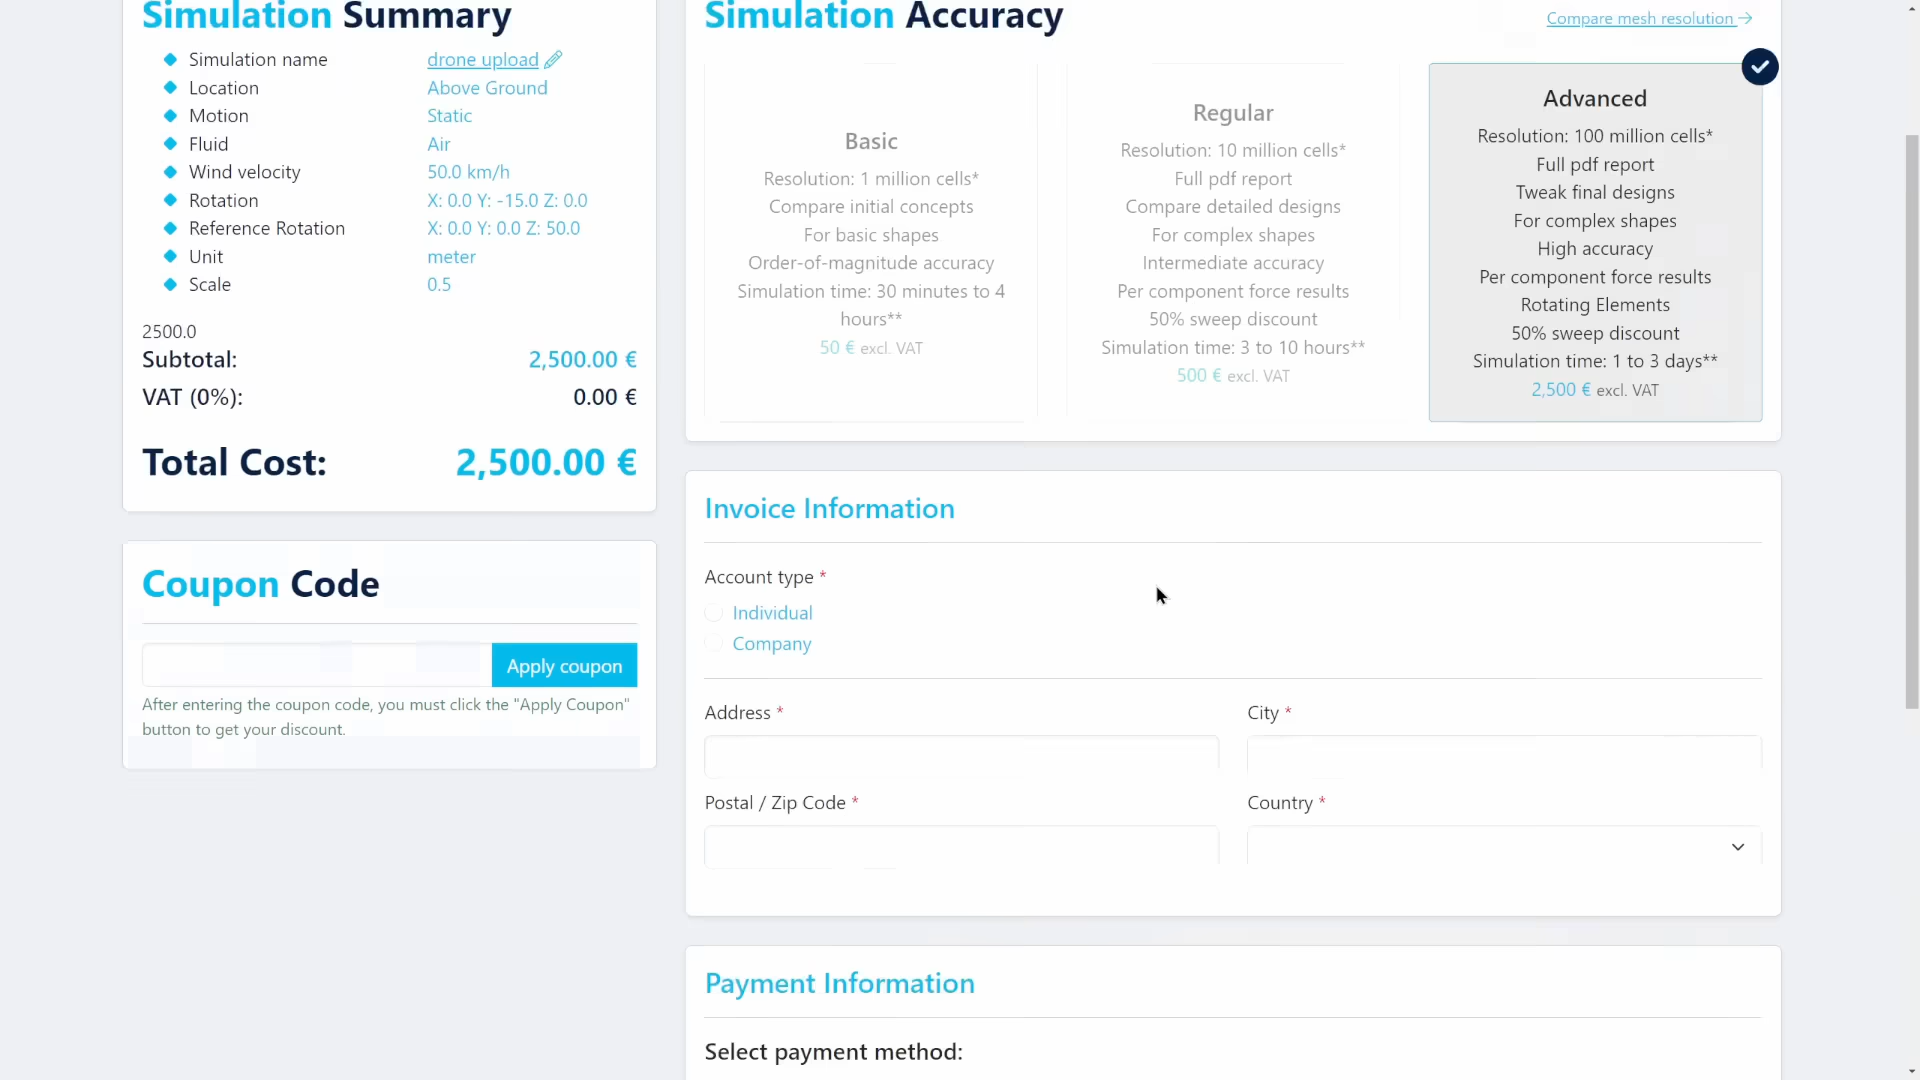 Simulation Summary
Simulation name drone upload
Location Above Ground
Motion Static
Fluid Air
Wind velocity 50.0 km/h
Rotation X: 0.0 Y: -15.0 Z: 0.0
Reference Rotation X: 0.0 Y: 0.0 Z: 50.0
Unit meter
Scale 0.5
2500.0
Subtotal: 2,500.00 €
VAT (0%): 0.00 €
Total Cost: 2,500.00 €
Coupon Code
Apply coupon
After entering the coupon code, you must click the "Apply Coupon"
button to get your discount.
Simulation Accuracy
Compare mesh resolution
Basic
Resolution: 1 million cells*
Compare initial concepts
For basic shapes
Order-of-magnitude accuracy
Simulation time: 30 minutes to 4
hours**
50 € excl. VAT
Regular
Resolution: 10 million cells*
Full pdf report
Compare detailed designs
For complex shapes
Intermediate accuracy
Per component force results
50% sweep discount
Simulation time: 3 to 10 hours**
500 € excl. VAT
Advanced
Resolution: 100 million cells*
Full pdf report
Tweak final designs
For complex shapes
High accuracy
Per component force results
Rotating Elements
50% sweep discount
Simulation time: 1 to 3 days**
2,500 € excl. VAT
Invoice Information
Account type *
Individual
Company
Address *
City *
Postal / Zip Code *
Country *
Payment Information
Select payment method: